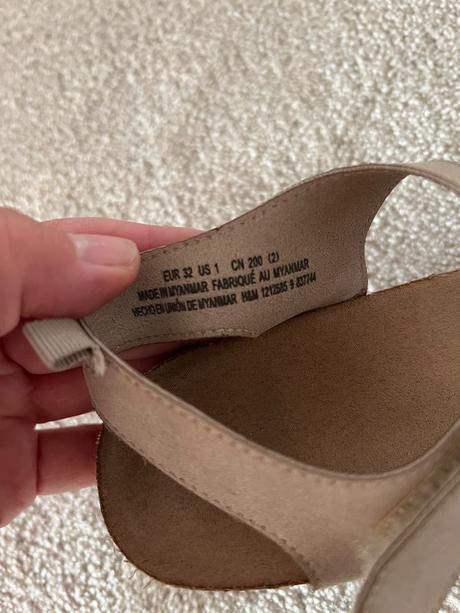 EUR 32 US 1 CN 200 (2)
MADE IN MYANMAR FABRIQUÉ AU MYANMAR
HECHO EN UNIÓN DE MYANMAR H&M 1212585 9 837744